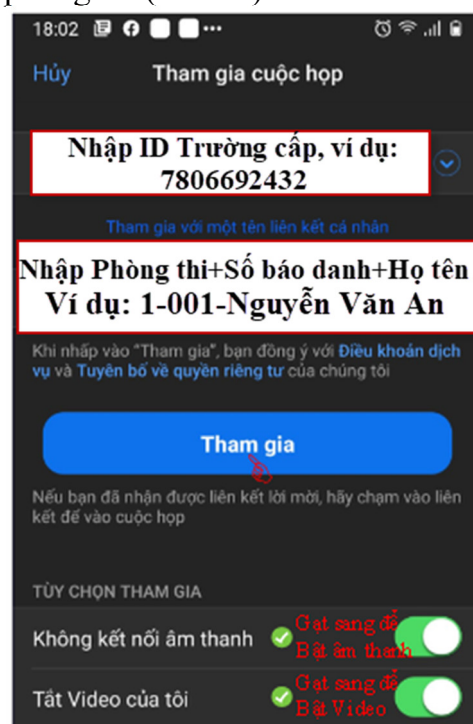 18:02
Hủy Tham gia cuộc họp
Nhập ID Trường cấp, ví dụ:
7806692432
Tham gia với một tên liên kết cá nhân
Nhập Phòng thi+Số báo danh+Họ tên
Ví dụ: 1-001-Nguyễn Văn An
Khi nhấp vào "Tham gia", bạn đồng ý với Điều khoản dịch
vụ và Tuyên bố về quyền riêng tư của chúng tôi
Tham gia
Nếu bạn đã nhận được liên kết lời mời, hãy chạm vào liên
kết để vào cuộc họp
TÙY CHỌN THAM GIA
Không kết nối âm thanh
Gạt sang để
Bật âm thanh
Tắt Video của tôi
Gạt sang để
Bật Video